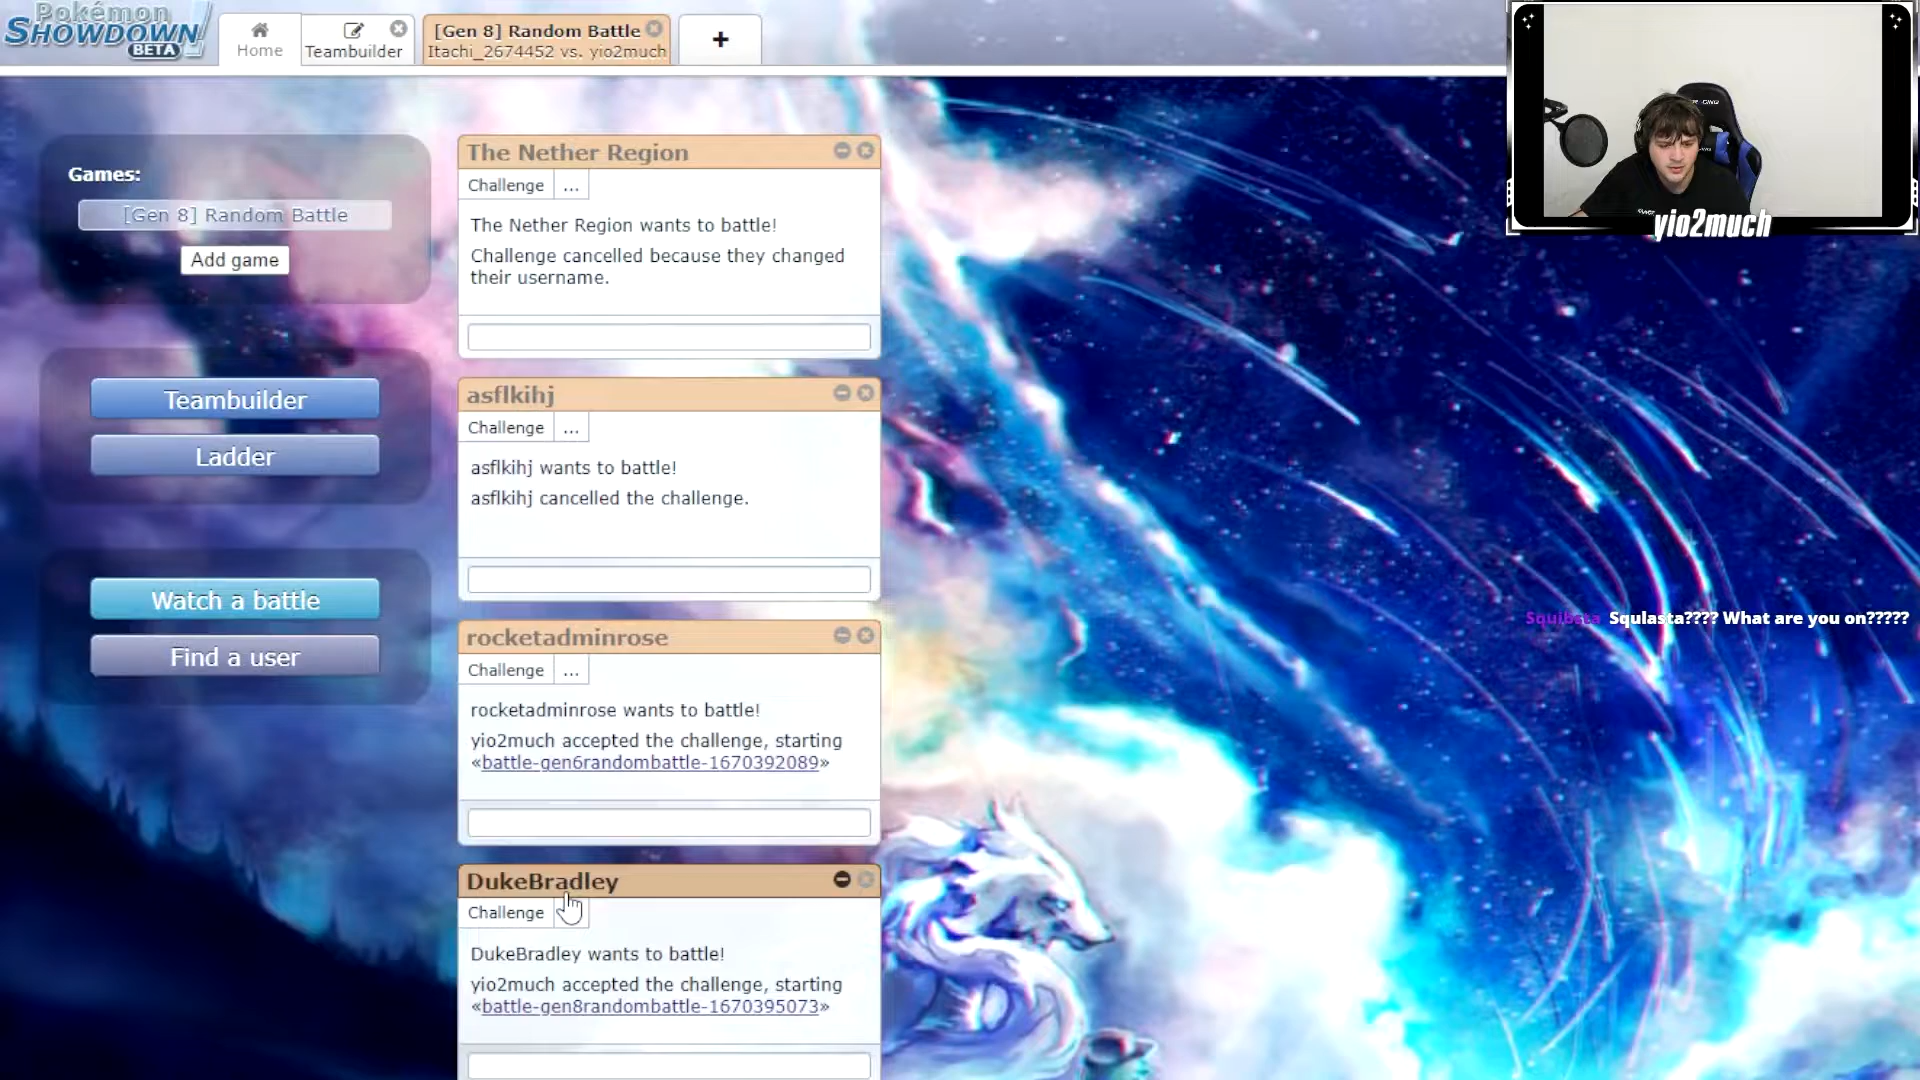 Pokémon
SHOWDOWN!
BETA
Home
Teambuilder
[Gen 8] Random Battle
Itachi_2674452 vs. yio2much
+
Games:
[Gen 8] Random Battle
Add game
Teambuilder
Ladder
Watch a battle
Find a user
The Nether Region
Challenge ...
The Nether Region wants to battle!
Challenge cancelled because they changed
their username.
asflkihj
Challenge ...
asflkihj wants to battle!
asflkihj cancelled the challenge.
rocketadminrose
Challenge ...
rocketadminrose wants to battle!
yio2much accepted the challenge, starting
«battle-gen6randombattle-1670392089»
DukeBradley
Challenge
DukeBradley wants to battle!
yio2much accepted the challenge, starting
«battle-gen8randombattle-1670395073»
yio2much
Squlasta???? What are you on?????